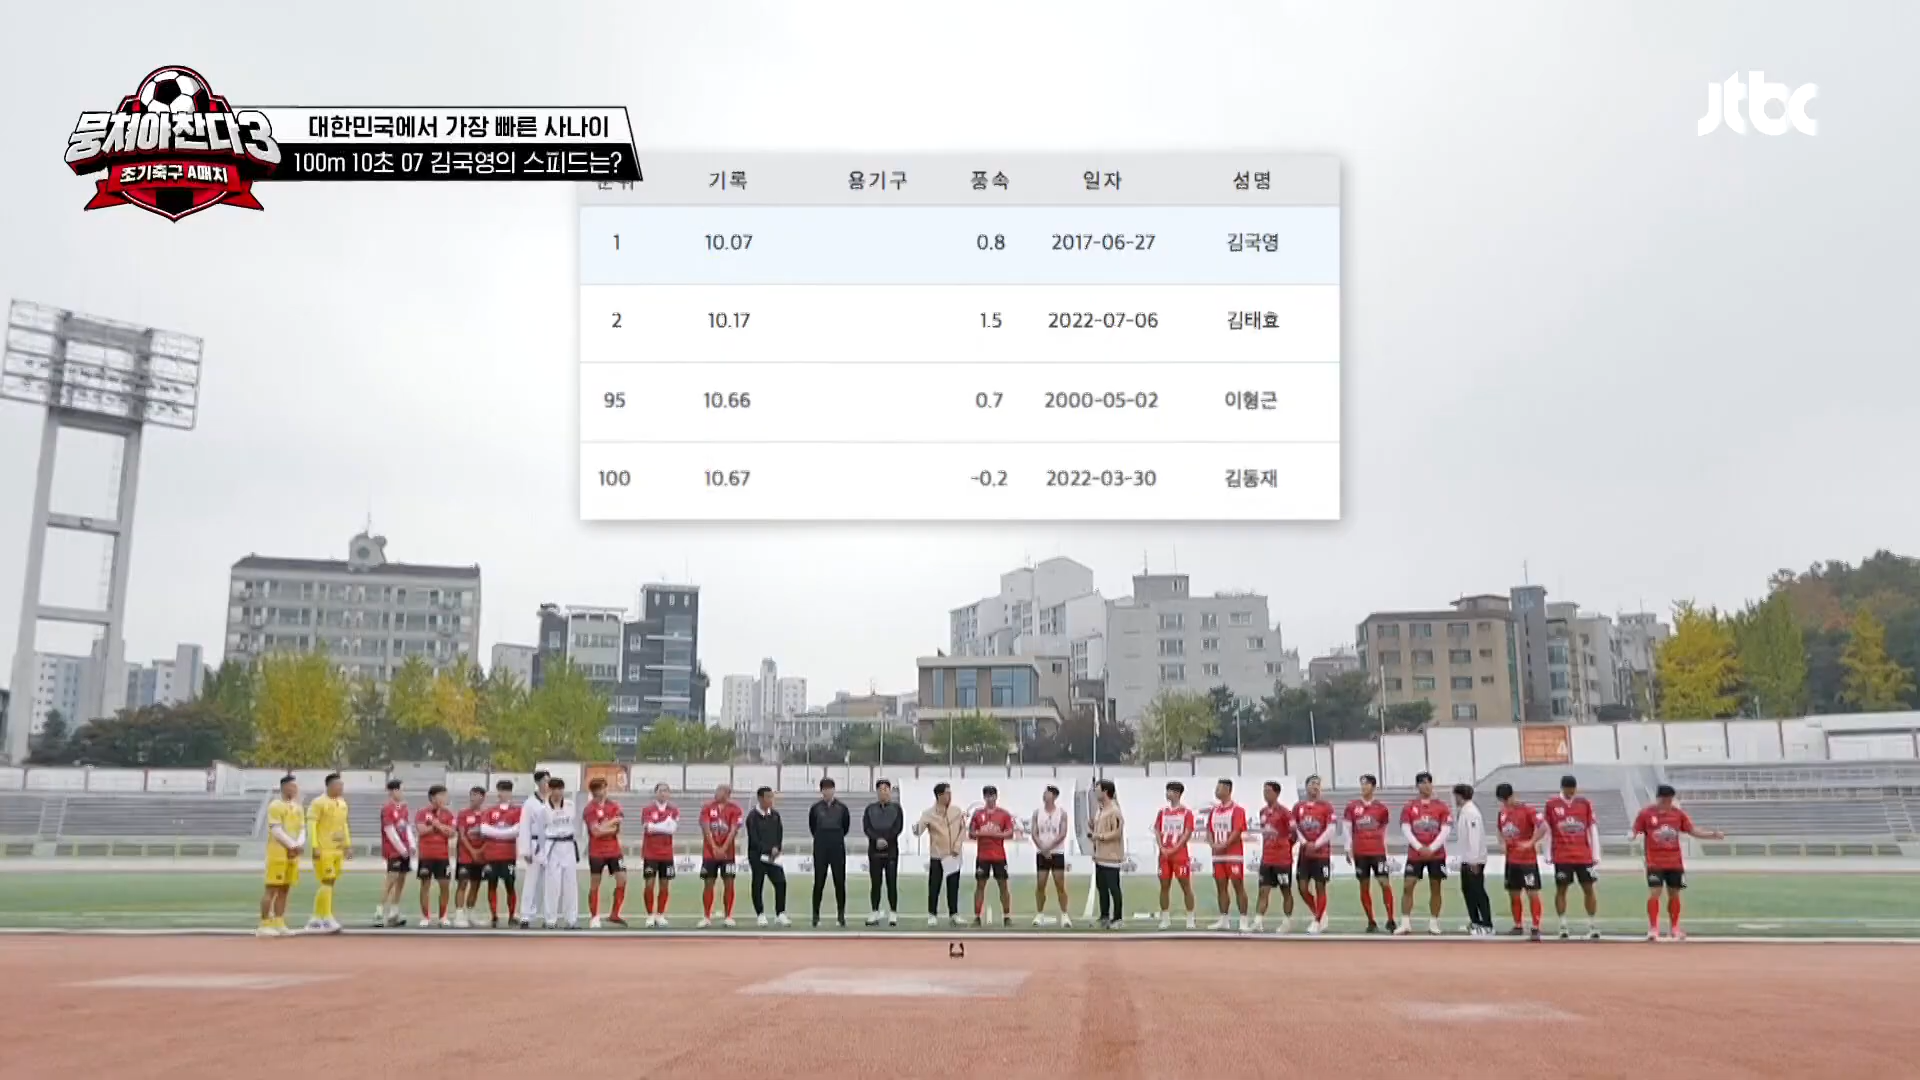 뭉쳐야찬다3
조기축구 A매치
대한민국에서 가장 빠른 사나이
100m 10초 07 김국영의 스피드는?
jtbc
순위 기록 용기구 풍속 일자 성명
1 10.07 0.8 2017-06-27 김국영
2 10.17 1.5 2022-07-06 김태효
95 10.66 0.7 2000-05-02 이형근
100 10.67 -0.2 2022-03-30 김동재